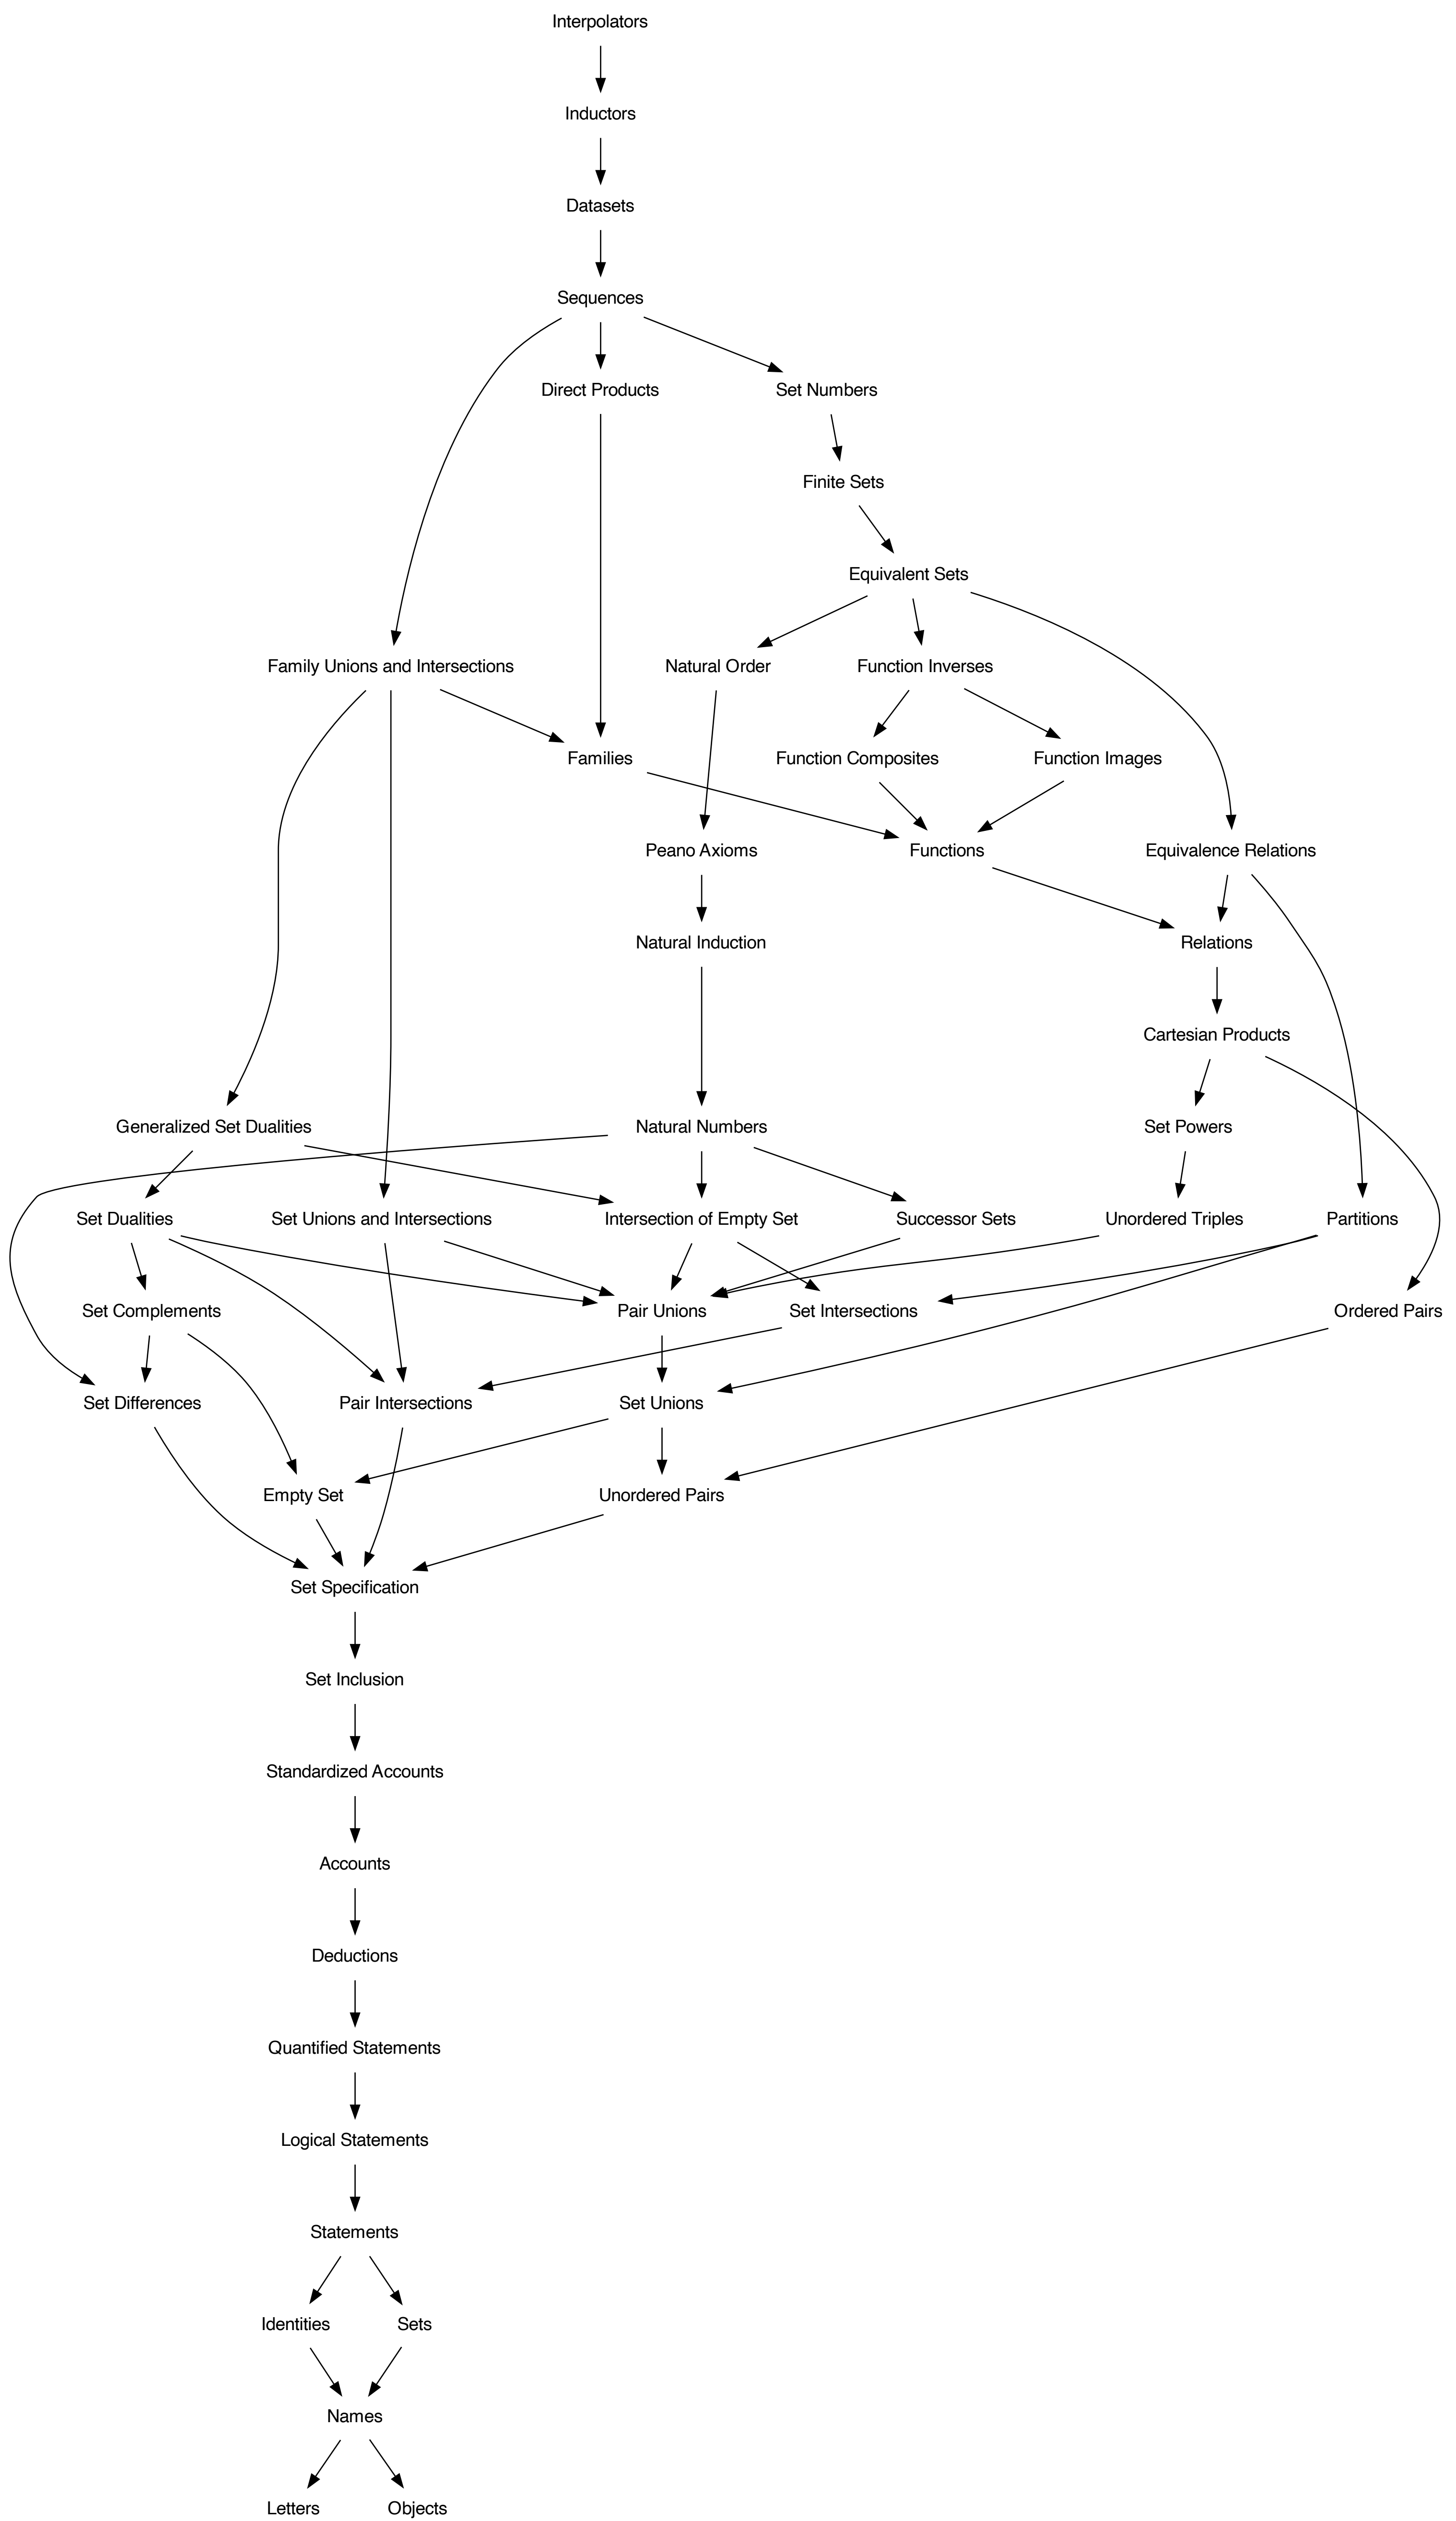 Interpolators
Inductors
Datasets
Sequences
Direct Products
Set Numbers
Finite Sets
Equivalent Sets
Family Unions and Intersections
Natural Order
Function Inverses
Families
Function Composites
Function Images
Peano Axioms
Functions
Equivalence Relations
Natural Induction
Relations
Cartesian Products
Generalized Set Dualities
Natural Numbers
Set Powers
Set Dualities
Set Unions and Intersections
Intersection of Empty Set
Successor Sets
Unordered Triples
Partitions
Set Complements
Pair Unions
Set Intersections
Ordered Pairs
Set Differences
Pair Intersections
Set Unions
Empty Set
Unordered Pairs
Set Specification
Set Inclusion
Standardized Accounts
Accounts
Deductions
Quantified Statements
Logical Statements
Statements
Identities
Sets
Names
Letters
Objects